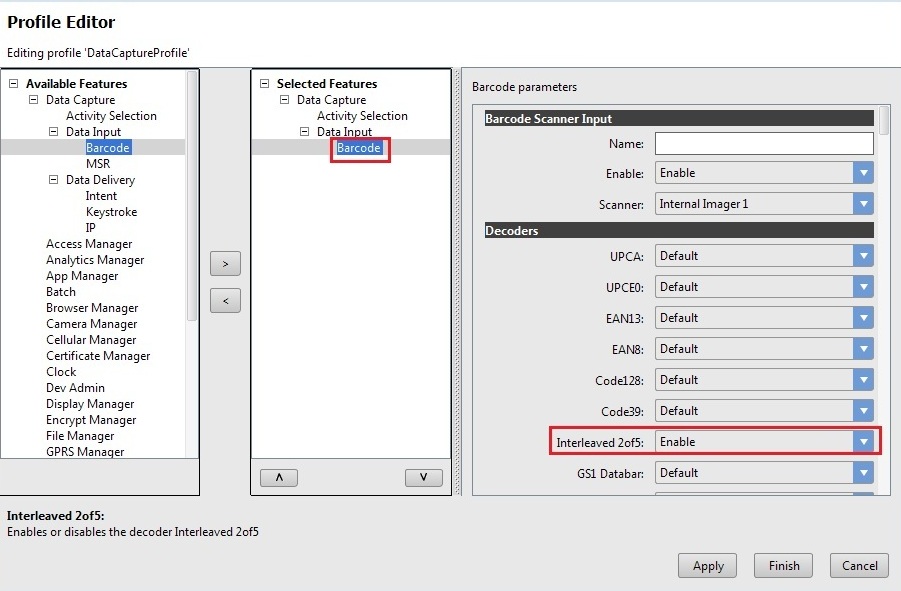 Profile Editor
Editing profile 'DataCaptureProfile'
Available Features
Data Capture
Activity Selection
Data Input
Barcode
MSR
Data Delivery
Intent
Keystroke
IP
Access Manager
Analytics Manager
App Manager
Batch
Browser Manager
Camera Manager
Cellular Manager
Certificate Manager
Clock
Dev Admin
Display Manager
Encrypt Manager
File Manager
GPRS Manager
>
<
Selected Features
Data Capture
Activity Selection
Data Input
Barcode
Λ
V
Barcode parameters
Barcode Scanner Input
Name:
Enable: Enable
Scanner: Internal Imager 1
Decoders
UPCA: Default
UPCE0: Default
EAN13: Default
EAN8: Default
Code128: Default
Code39: Default
Interleaved 2of5: Enable
GS1 Databar: Default
Interleaved 2of5:
Enables or disables the decoder Interleaved 2of5
Apply Finish Cancel